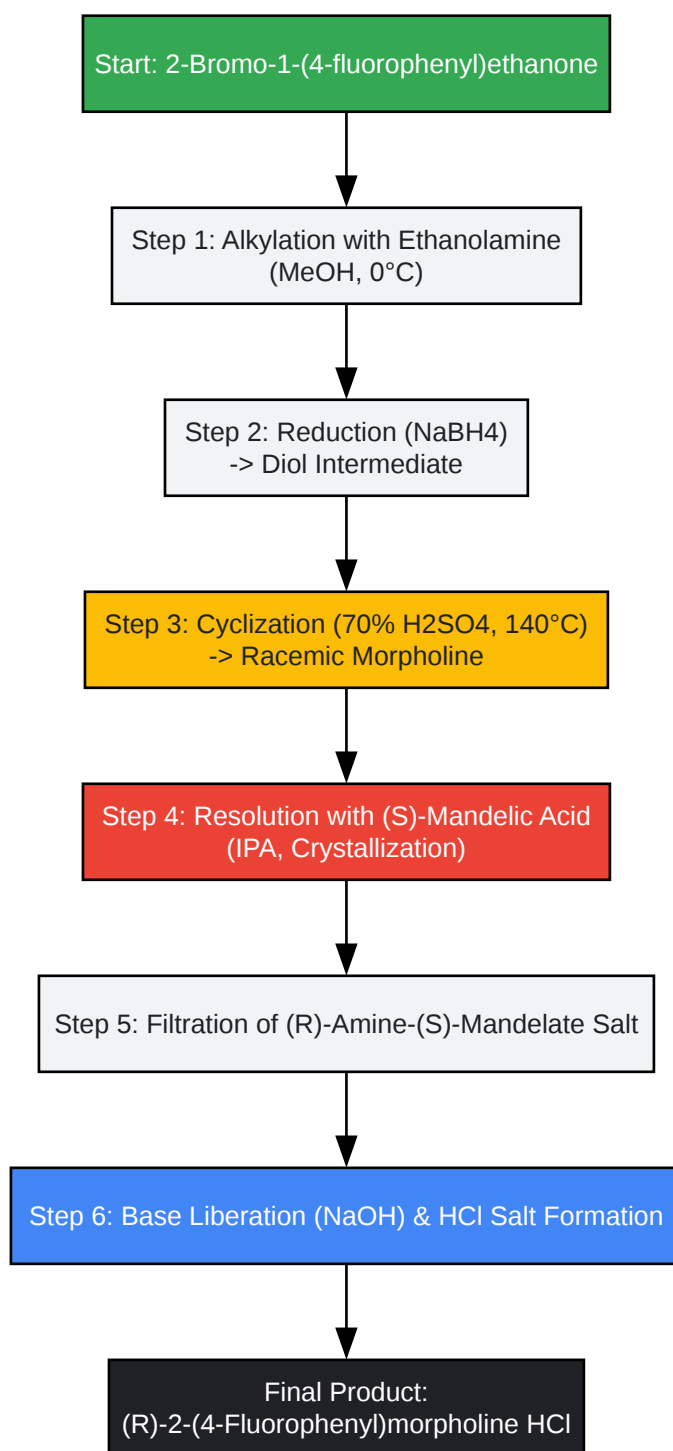 Start: 2-Bromo-1-(4-fluorophenyl)ethanone
Step 1: Alkylation with Ethanolamine
(MeOH, 0°C)
Step 2: Reduction (NaBH4)
-> Diol Intermediate
Step 3: Cyclization (70% H2SO4, 140°C)
-> Racemic Morpholine
Step 4: Resolution with (S)-Mandelic Acid
(IPA, Crystallization)
Step 5: Filtration of (R)-Amine-(S)-Mandelate Salt
Step 6: Base Liberation (NaOH) & HCl Salt Formation
Final Product:
(R)-2-(4-Fluorophenyl)morpholine HCl